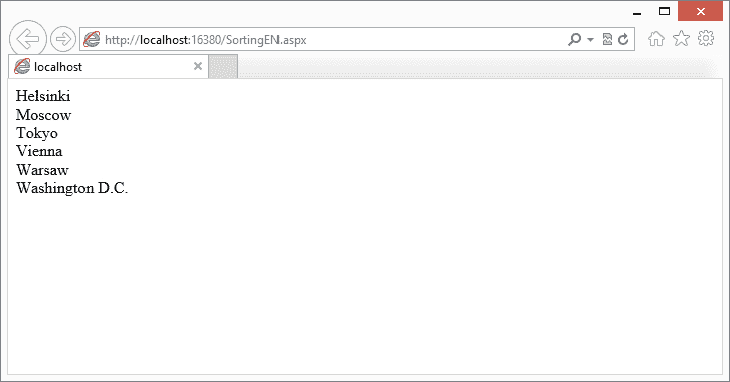 http://localhost:16380/SortingEN.aspx
localhost
Helsinki
Moscow
Tokyo
Vienna
Warsaw
Washington D.C.